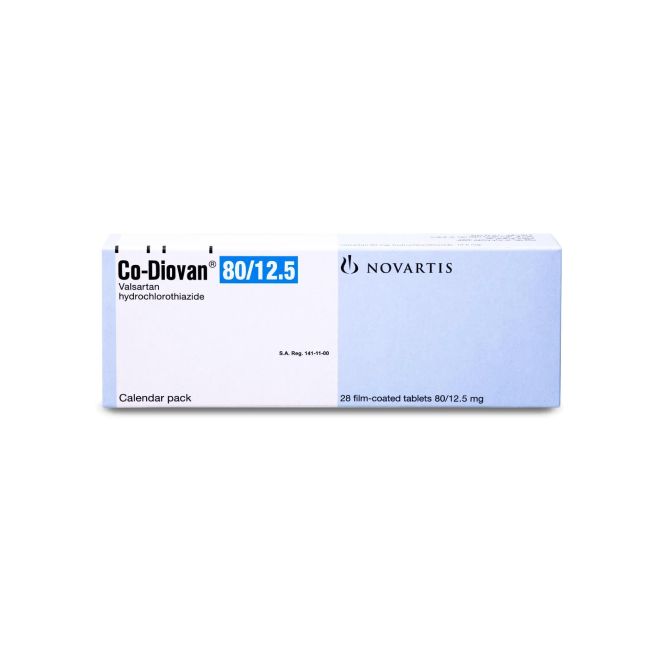 Co-Diovan® 80/12.5
Valsartan
hydrochlorothiazide
S.A. Reg. 141-11-00
Calendar pack
NOVARTIS
28 film-coated tablets 80/12.5 mg